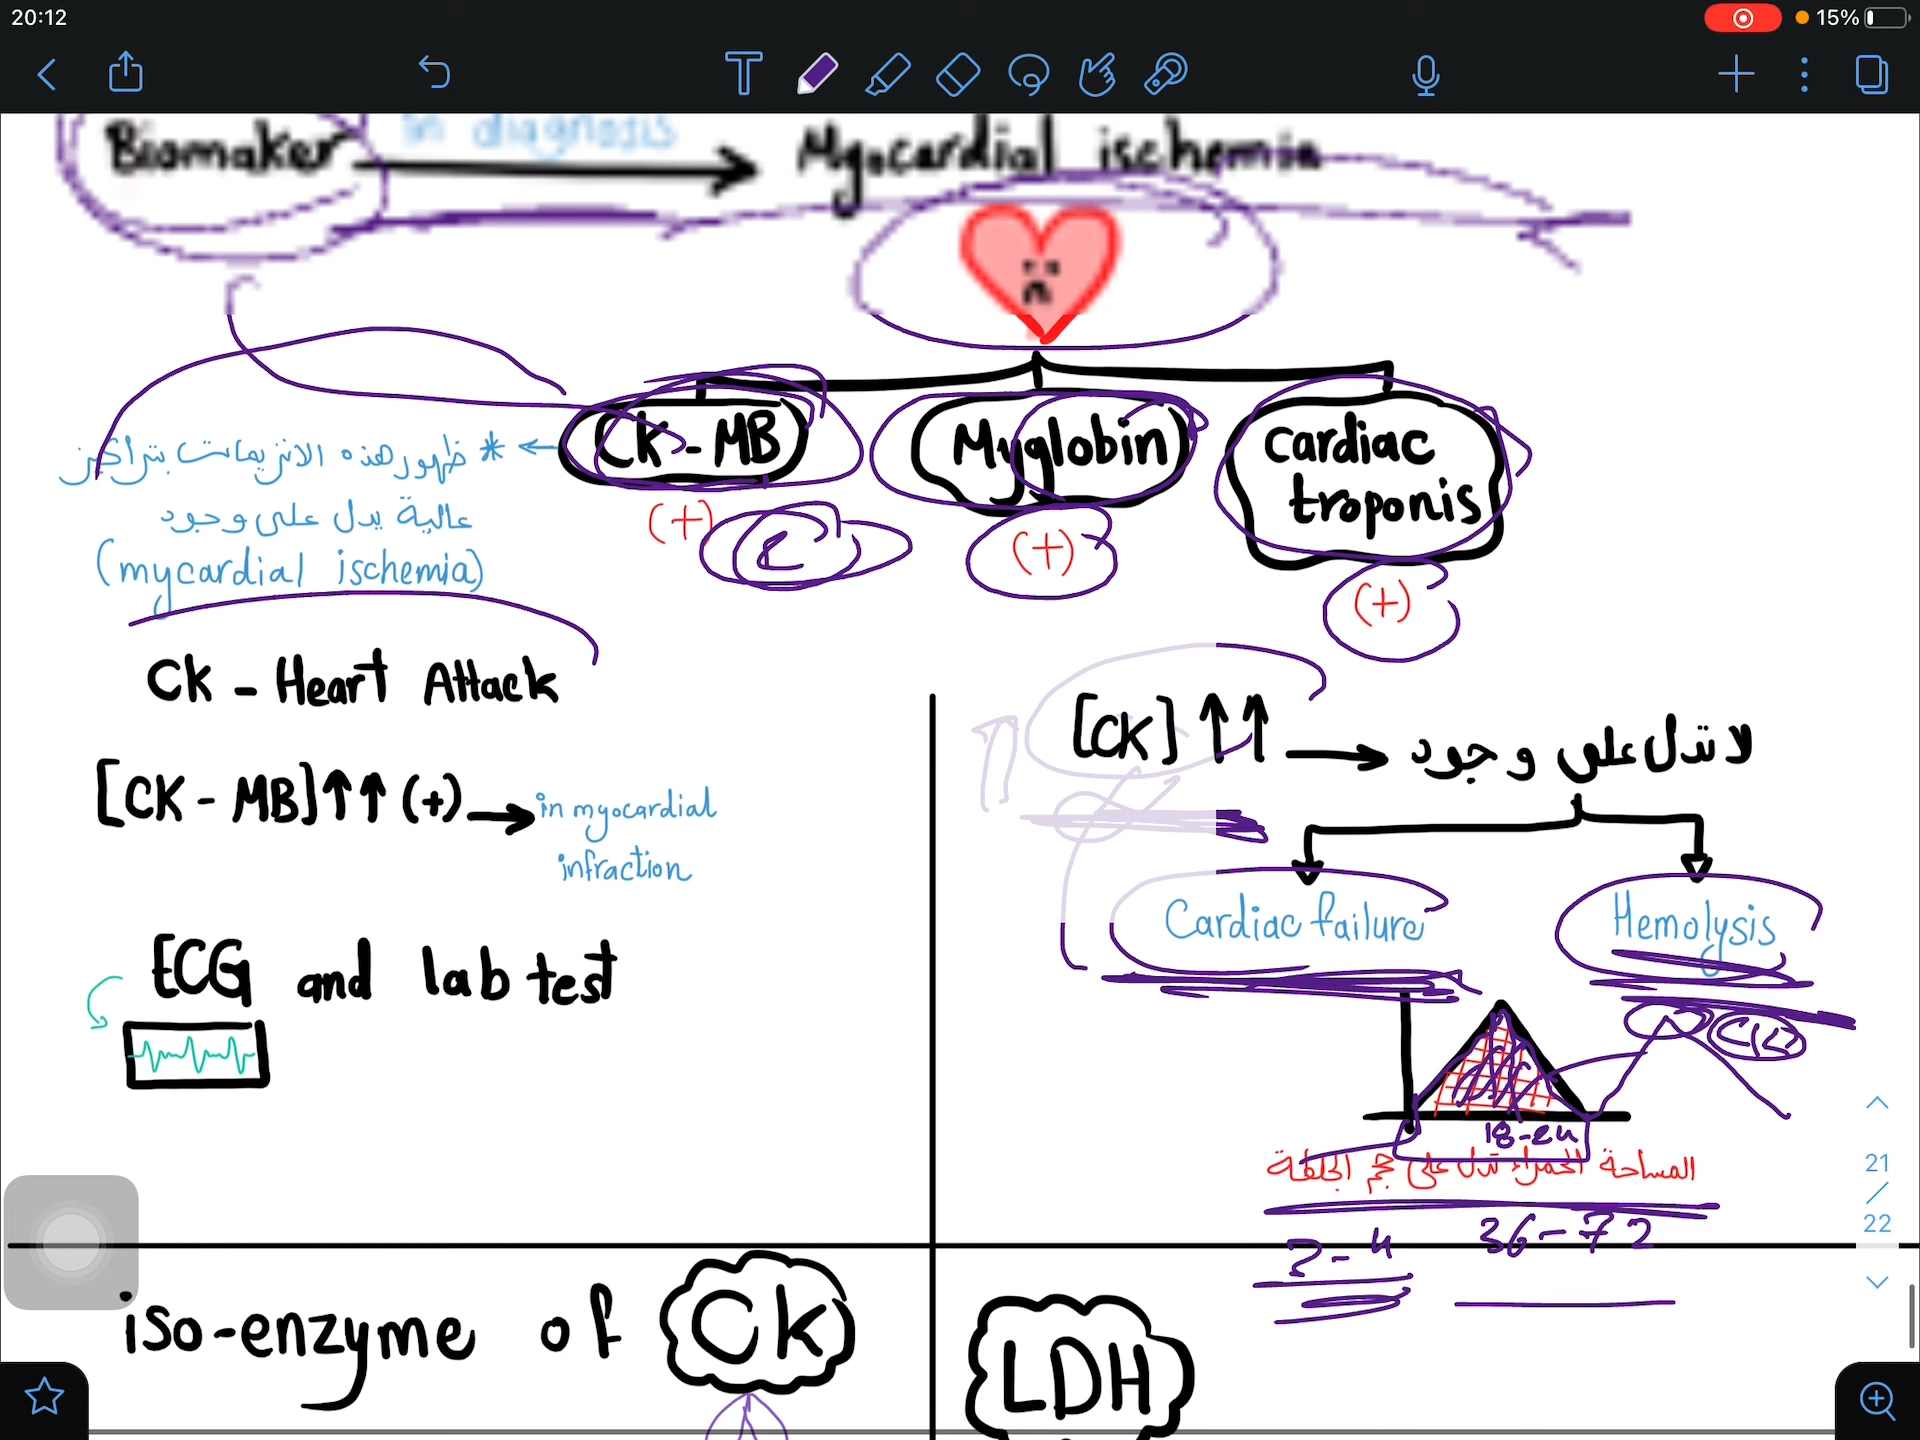 20:12
15%
in diagnosis
Biomaker
Myocardial ischemia
CK-MB
Myglobin
Cardiac
troponis
(+)
(+)
(+)
* ظهور هذه الانزيمات بتراكيز
عالية يدل على وجود
(mycardial ischemia)
CK - Heart Attack
[CK-MB]↑↑ (+)
in myocardial
infraction
ECG and lab test
[CK]↑↑
لا تدل على وجود
Cardiac failure
Hemolysis
CK
18-24
المساحة الحمراء تدل على حجم الجلطة
2-4
36-72
21
/
22
iso-enzyme of CK
LDH